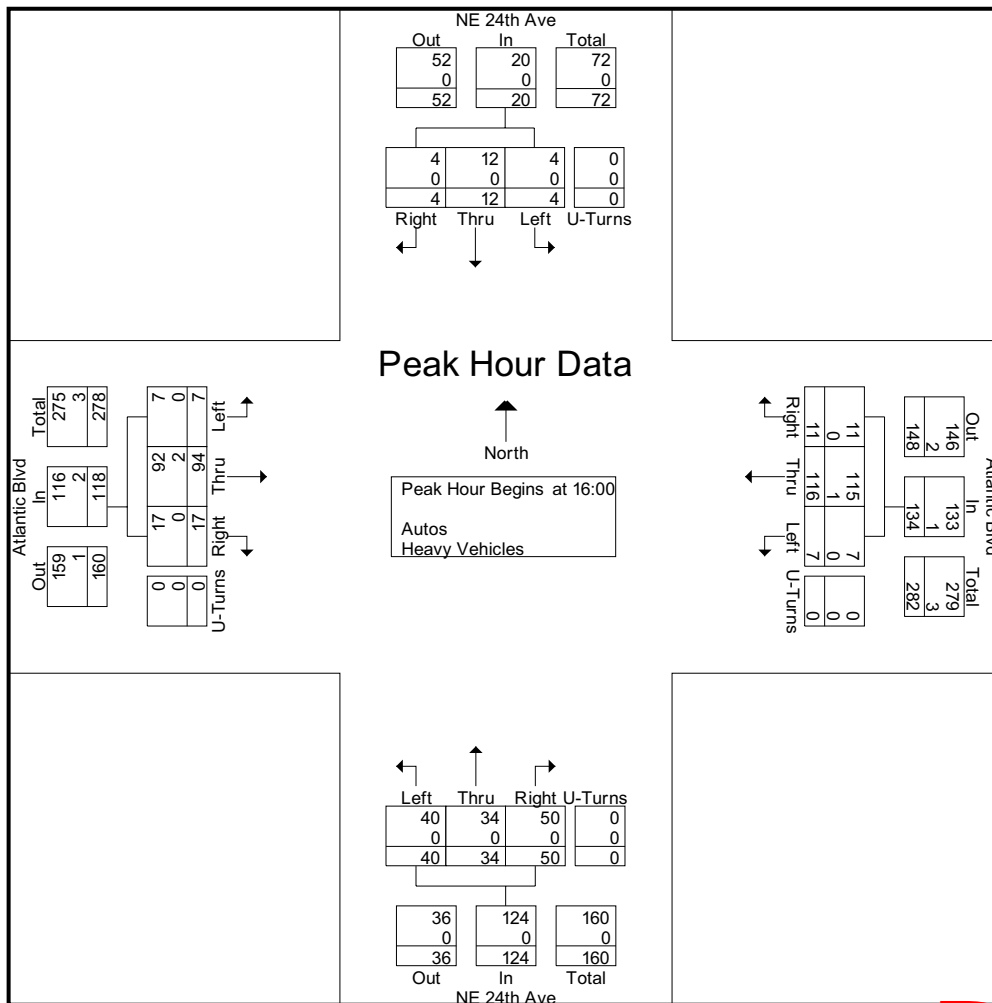 NE 24th Ave
Out In Total
52 20 72
0 0 0
52 20 72
4 12 4 0
0 0 0 0
4 12 4 0
Right Thru Left U-Turns
Peak Hour Data
North
Peak Hour Begins at 16:00
Autos
Heavy Vehicles
Atlantic Blvd
Total In Out
275 116 159
3 2 1
278 118 160
7 92 17 0
0 2 0 0
7 94 17 0
Left Thru Right U-Turns
Right Thru Left U-Turns
11 116 7 0
0 1 0 0
11 115 7 0
148 134 282
2 1 3
146 133 279
Out In Total
Atlantic Blvd
Left Thru Right U-Turns
40 34 50 0
0 0 0 0
40 34 50 0
36 124 160
0 0 0
36 124 160
Out In Total
NE 24th Ave